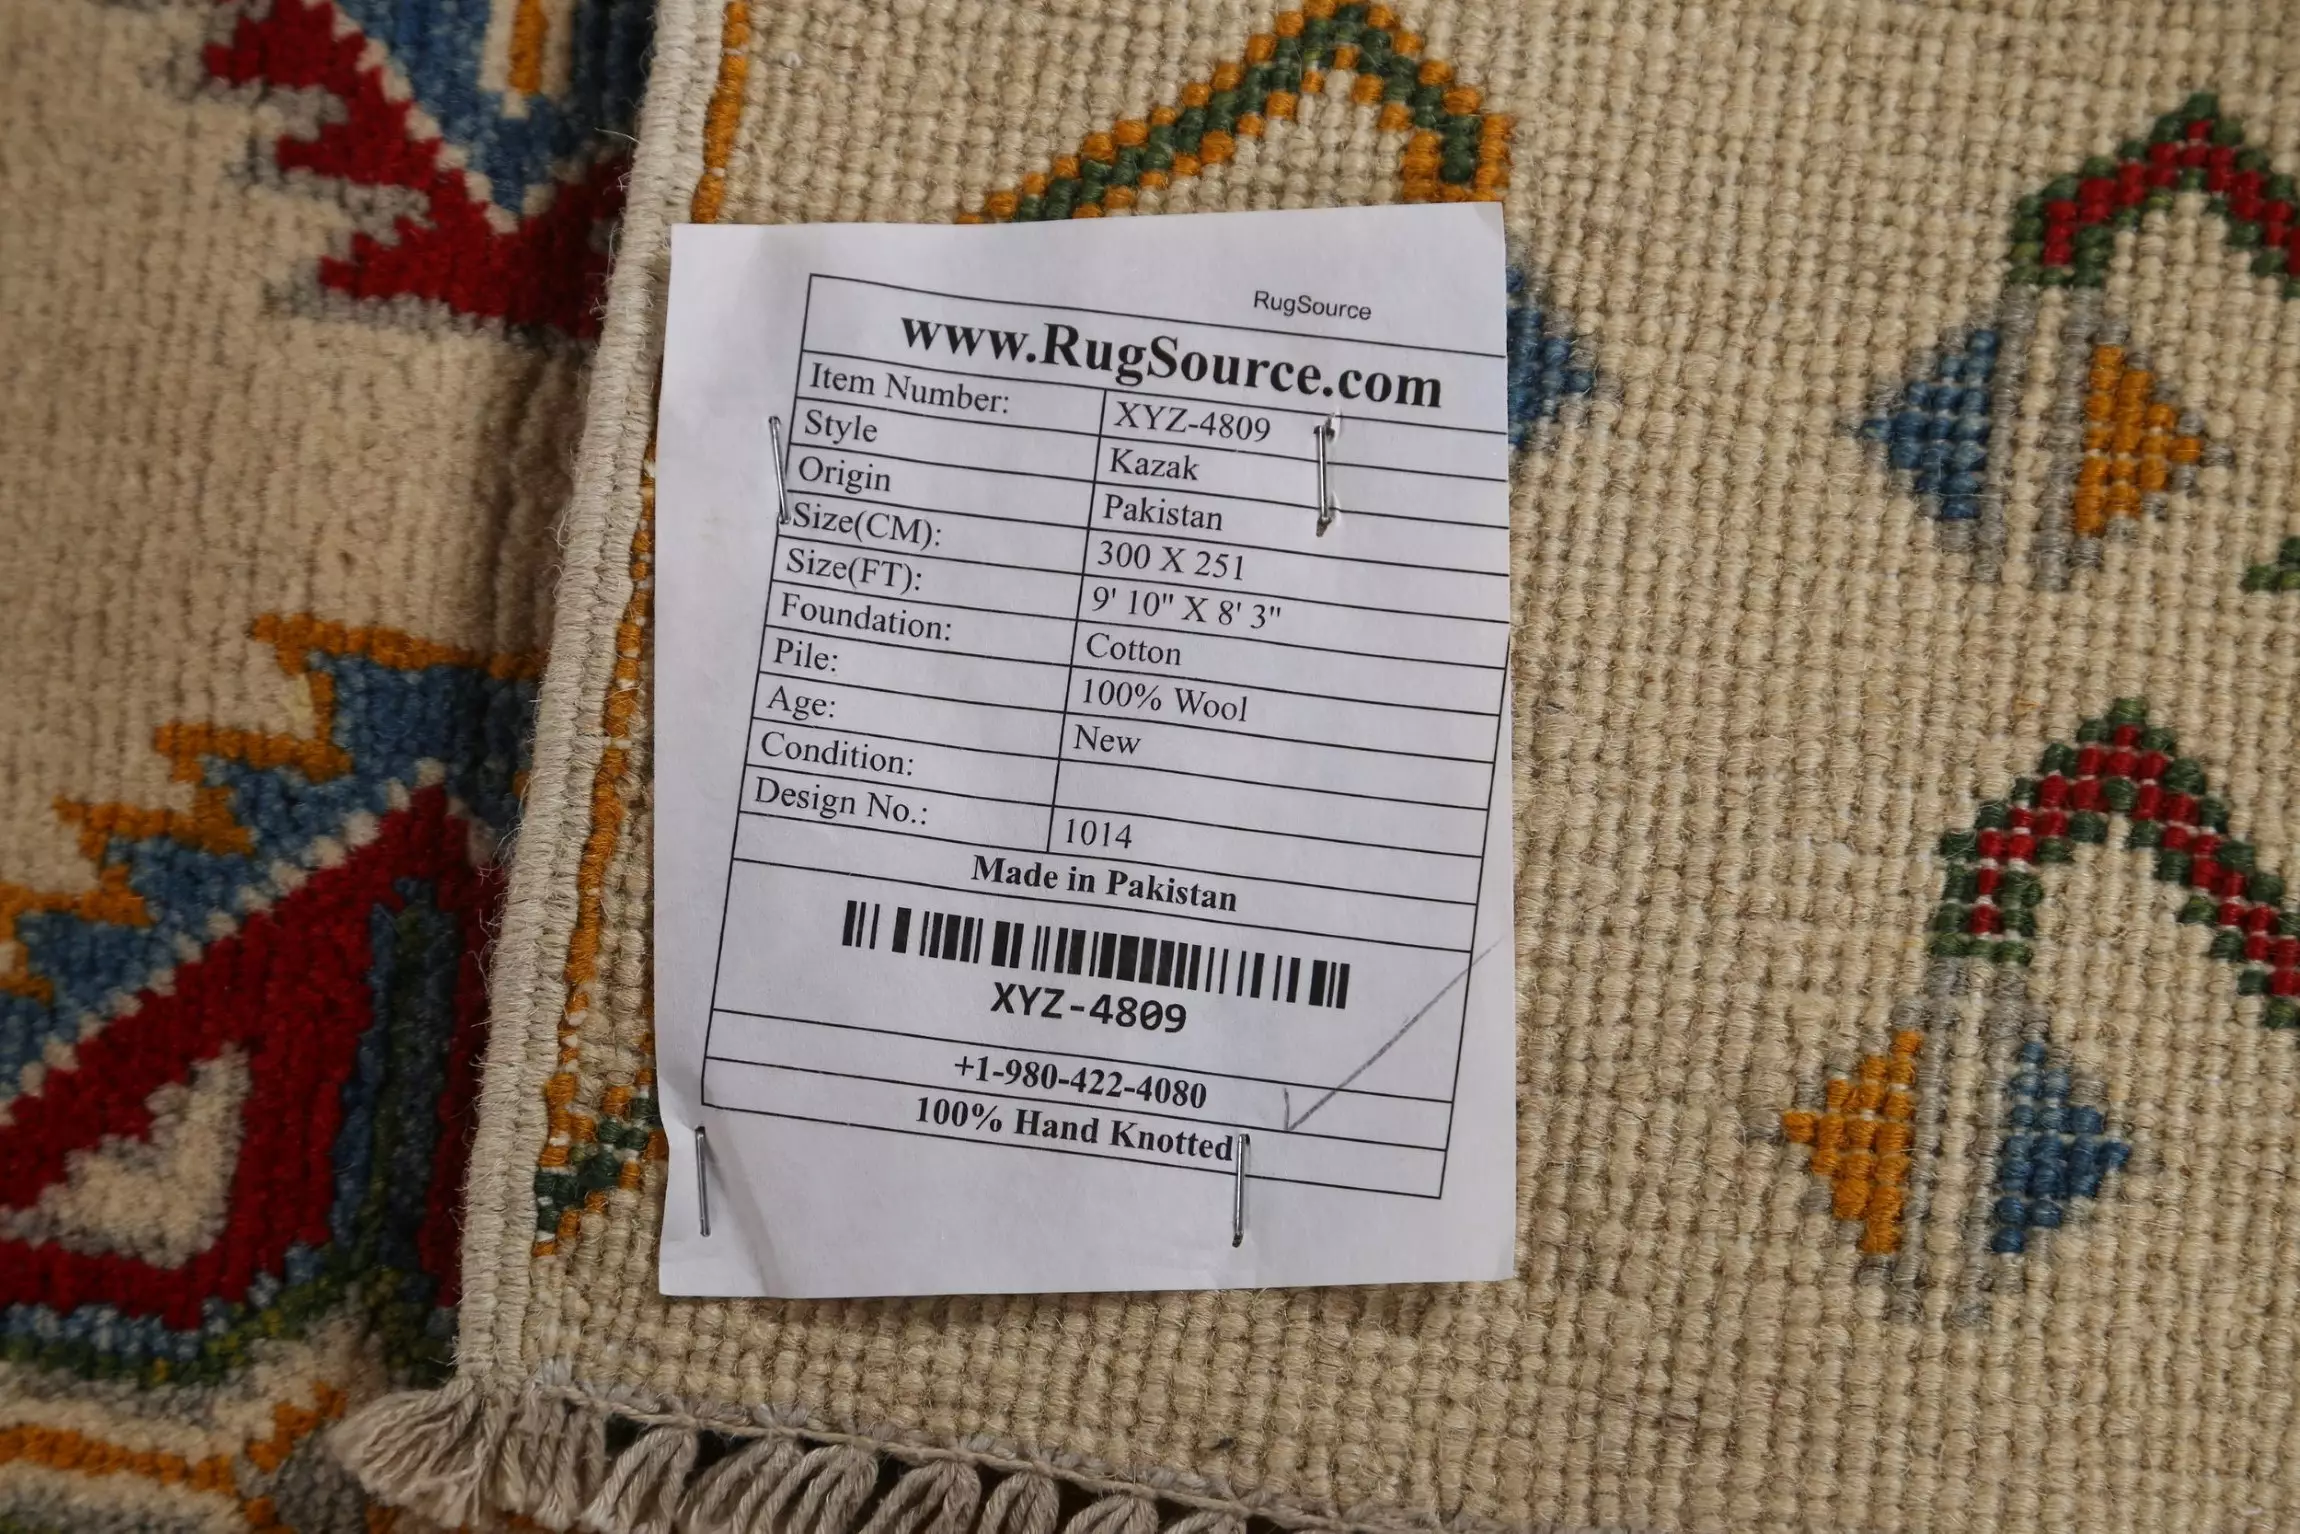 RugSource
www.RugSource.com
Item Number: XYZ-4809
Style Kazak
Origin Pakistan
Size(CM): 300 X 251
Size(FT): 9' 10" X 8' 3"
Foundation: Cotton
Pile: 100% Wool
Age: New
Condition:
Design No.: 1014
Made in Pakistan
XYZ-4809
+1-980-422-4080
100% Hand Knotted